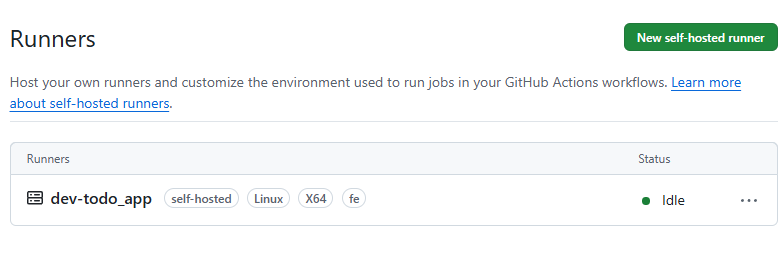 Runners
New self-hosted runner
Host your own runners and customize the environment used to run jobs in your GitHub Actions workflows. Learn more
about self-hosted runners.
Runners Status
dev-todo_app self-hosted Linux X64 fe Idle